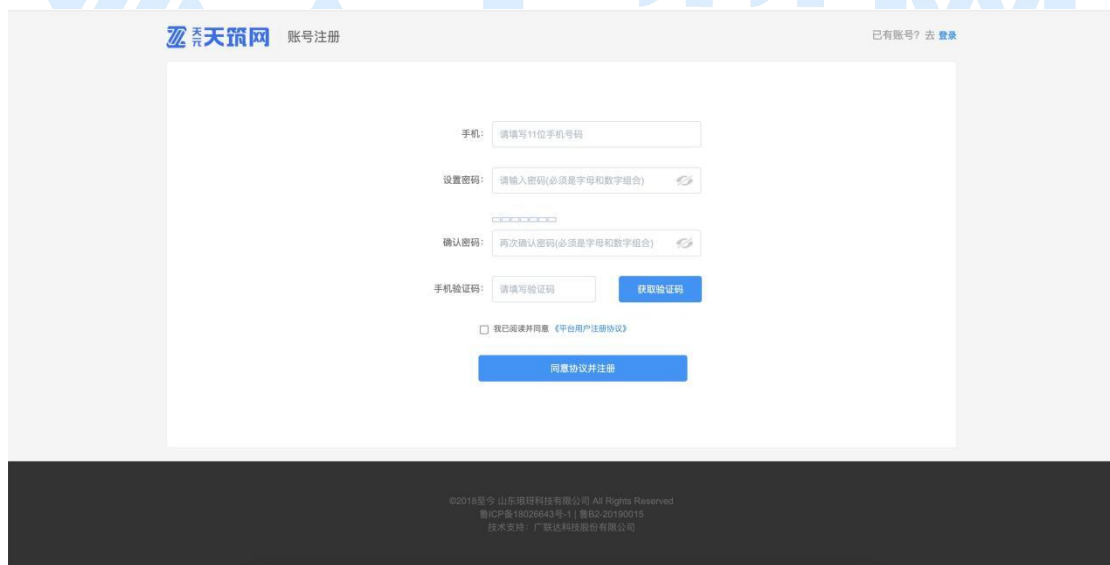 天元 天筑网 账号注册 已有账号？去 登录
手机： 请填写11位手机号码
设置密码： 请输入密码(必须是字母和数字组合)
确认密码： 再次确认密码(必须是字母和数字组合)
手机验证码： 请填写验证码 获取验证码
我已阅读并同意 《平台用户注册协议》
同意协议并注册
©2018至今 山东琅琊科技有限公司 All Rights Reserved
鲁ICP备18026643号-1 | 鲁B2-20190015
技术支持：广联达科技股份有限公司